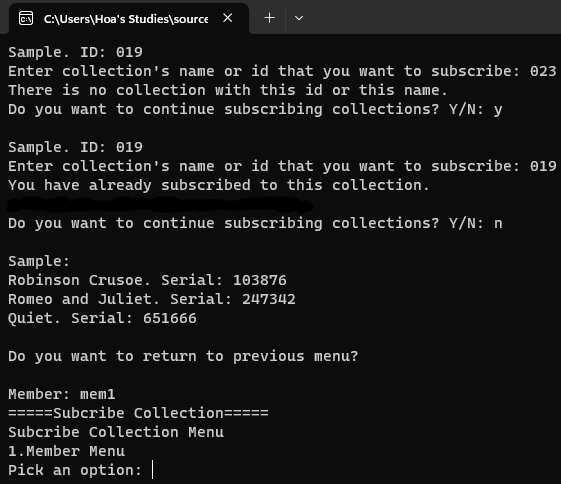 C:\Users\Hoa's Studies\source
Sample. ID: 019
Enter collection's name or id that you want to subscribe: 023
There is no collection with this id or this name.
Do you want to continue subscribing collections? Y/N: y
Sample. ID: 019
Enter collection's name or id that you want to subscribe: 019
You have already subscribed to this collection.
Do you want to continue subscribing collections? Y/N: n
Sample:
Robinson Crusoe. Serial: 103876
Romeo and Juliet. Serial: 247342
Quiet. Serial: 651666
Do you want to return to previous menu?
Member: mem1
=====Subcribe Collection=====
Subcribe Collection Menu
1.Member Menu
Pick an option: